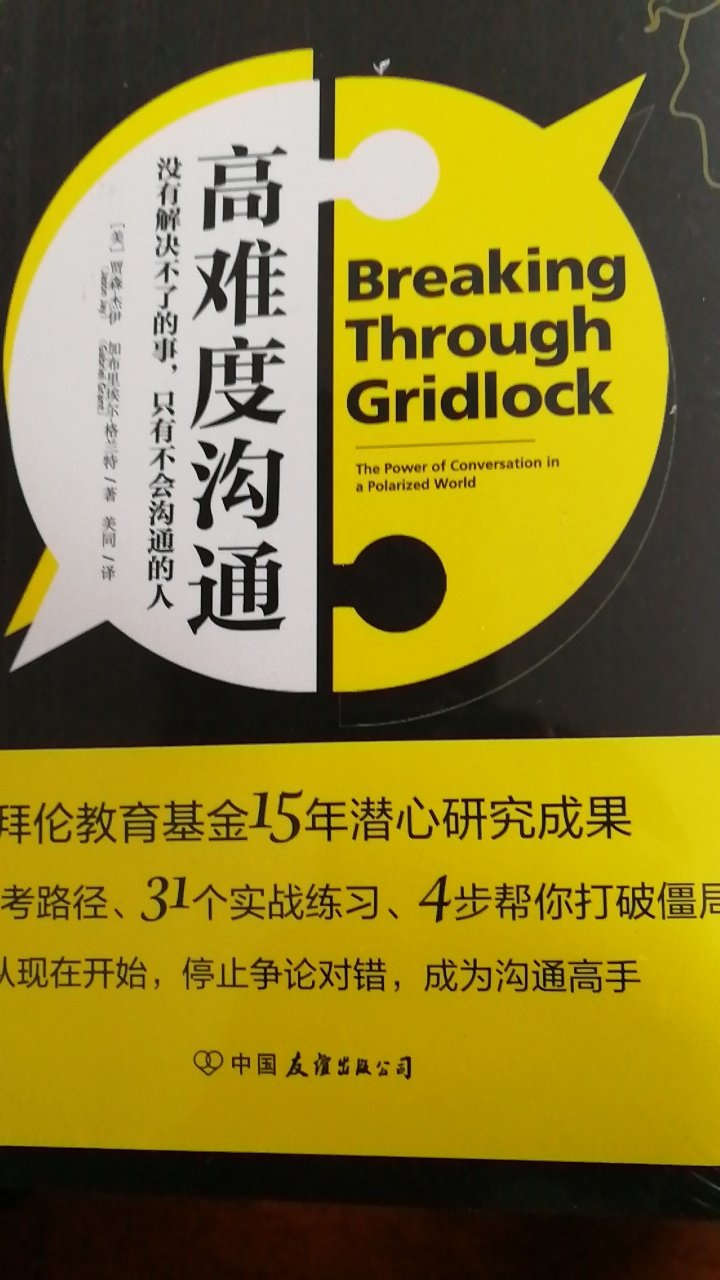 高难度沟通
没有解决不了的事，只有不会沟通的人
［美］贾森·杰伊 加布里埃尔·格兰特 / 著 美同 / 译
(Jason Jay) (Gabriel Grant)
Breaking
Through
Gridlock
The Power of Conversation in
a Polarized World
拜伦教育基金15年潜心研究成果
考路径、31个实战练习、4步帮你打破僵局
从现在开始，停止争论对错，成为沟通高手
中国友谊出版公司